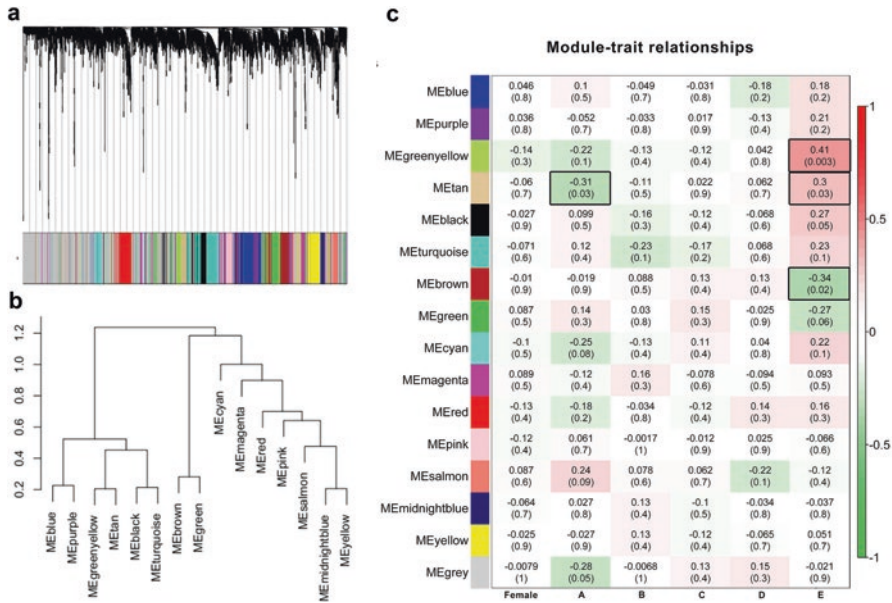 a
b
1.2
1.0
0.8
0.6
0.4
0.2
MEblue
MEpurple
MEgreenyellow
MEtan
MEblack
MEturquoise
MEbrown
MEgreen
MEcyan
MEmagenta
MEred
MEpink
MEsalmon
MEmidnightblue
MEyellow
c
Module-trait relationships
MEblue 0.046 0.1 -0.049 -0.031 -0.18 0.18
(0.8) (0.5) (0.7) (0.8) (0.2) (0.2)
MEpurple 0.036 -0.052 -0.033 0.017 -0.13 0.21
(0.8) (0.7) (0.8) (0.9) (0.4) (0.2)
MEgreenyellow -0.14 -0.22 -0.13 -0.12 0.042 0.41
(0.3) (0.1) (0.4) (0.4) (0.8) (0.003)
MEtan -0.06 -0.31 -0.11 0.022 0.062 0.3
(0.7) (0.03) (0.5) (0.9) (0.7) (0.03)
MEblack -0.027 0.099 -0.16 -0.12 -0.068 0.27
(0.9) (0.5) (0.3) (0.4) (0.6) (0.05)
MEturquoise -0.071 0.12 -0.23 -0.17 0.068 0.23
(0.6) (0.4) (0.1) (0.2) (0.6) (0.1)
MEbrown -0.01 -0.019 0.088 0.13 0.13 -0.34
(0.9) (0.9) (0.5) (0.4) (0.4) (0.02)
MEgreen 0.087 0.14 0.03 0.15 -0.025 -0.27
(0.5) (0.3) (0.8) (0.3) (0.9) (0.06)
MEcyan -0.1 -0.25 -0.13 0.11 0.04 0.22
(0.5) (0.08) (0.4) (0.4) (0.8) (0.1)
MEmagenta 0.089 -0.12 0.16 -0.078 -0.094 0.093
(0.5) (0.4) (0.3) (0.6) (0.5) (0.5)
MEred -0.13 -0.18 -0.034 -0.12 0.14 0.16
(0.4) (0.2) (0.8) (0.4) (0.3) (0.3)
MEpink -0.12 0.061 -0.0017 -0.012 0.025 -0.066
(0.4) (0.7) (1) (0.9) (0.9) (0.6)
MEsalmon 0.087 0.24 0.078 0.062 -0.22 -0.12
(0.6) (0.09) (0.6) (0.7) (0.1) (0.4)
MEmidnightblue -0.064 0.027 0.13 -0.1 -0.034 -0.037
(0.7) (0.8) (0.4) (0.5) (0.8) (0.8)
MEyellow -0.025 -0.027 0.13 -0.12 -0.065 0.051
(0.9) (0.9) (0.4) (0.4) (0.7) (0.7)
MEgrey -0.0079 -0.28 -0.0068 0.13 0.15 -0.021
(1) (0.05) (1) (0.4) (0.3) (0.9)
Female A B C D E
1
0.5
0
-0.5
-1